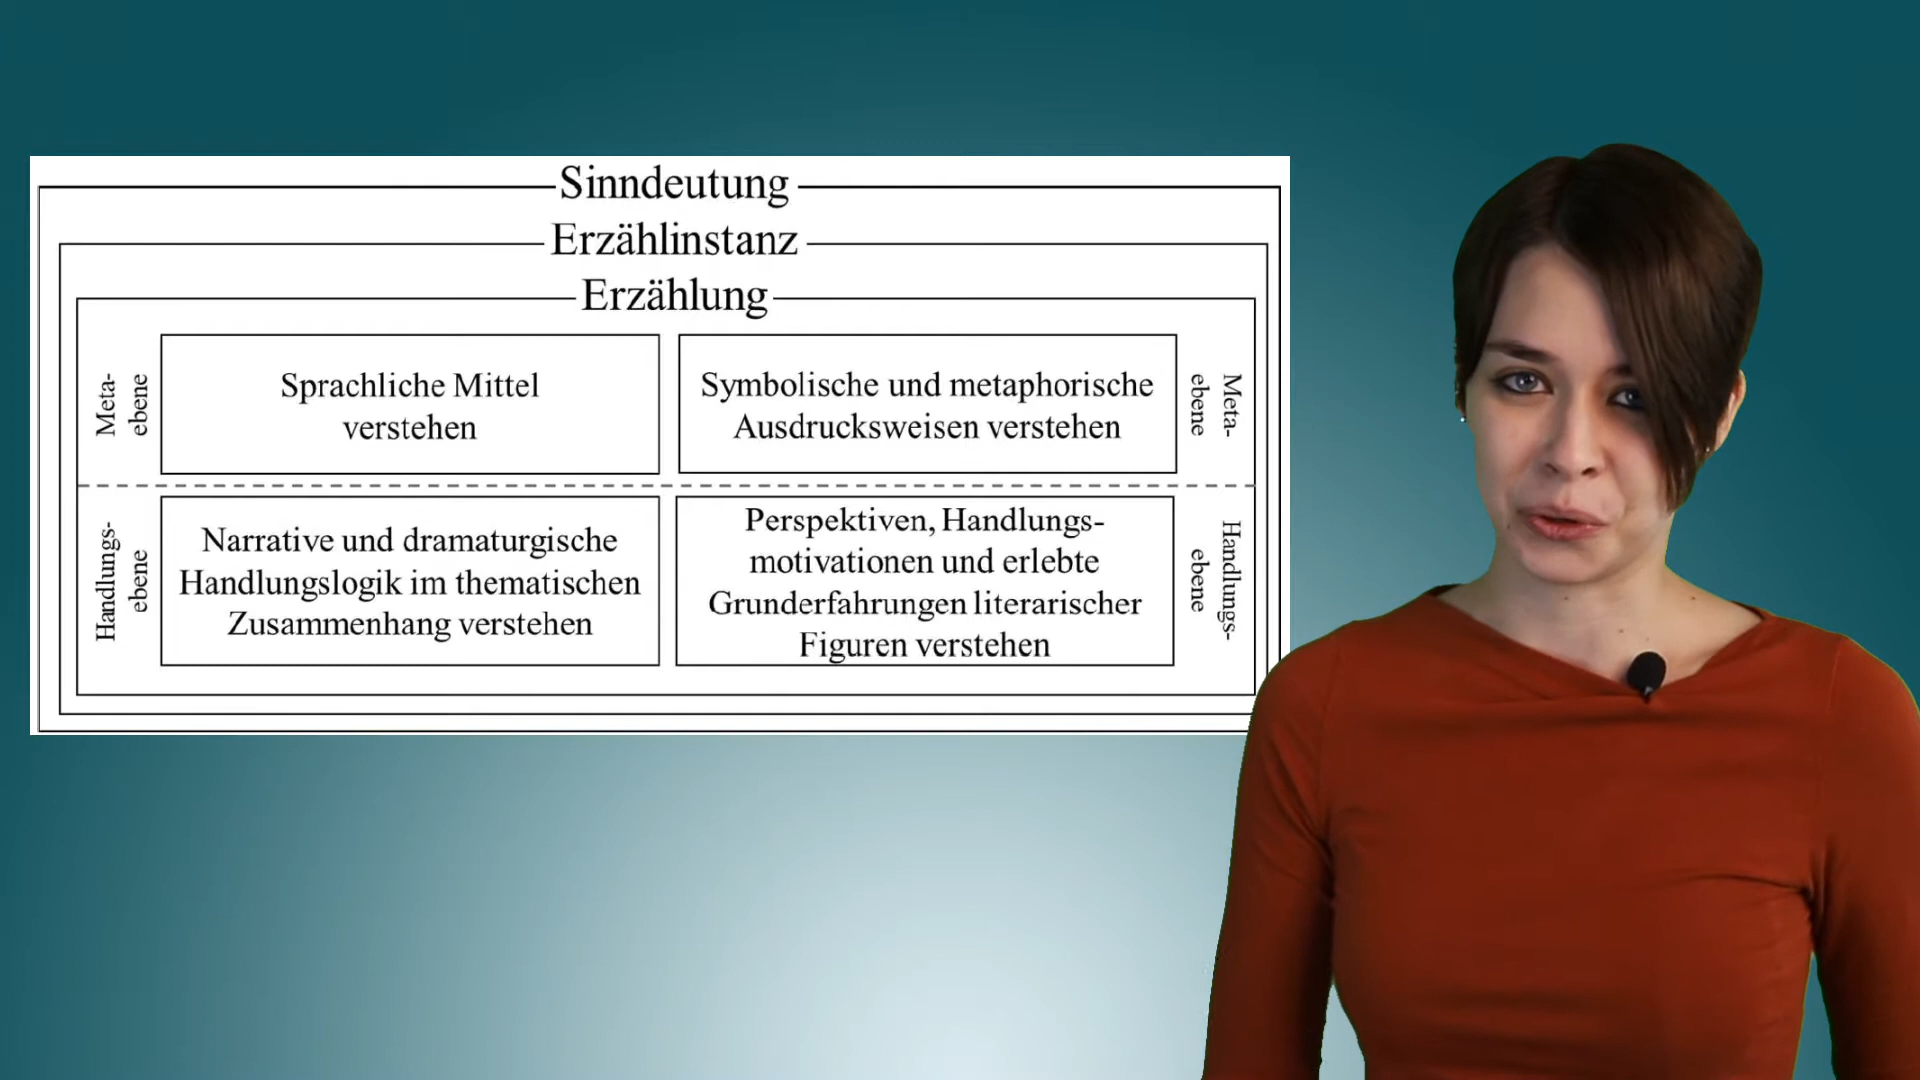 Sinndeutung
Erzählinstanz
Erzählung
Meta-
ebene
Sprachliche Mittel
verstehen
Symbolische und metaphorische
Ausdrucksweisen verstehen
Meta-
ebene
Handlungs-
ebene
Narrative und dramaturgische
Handlungslogik im thematischen
Zusammenhang verstehen
Perspektiven, Handlungs-
motivationen und erlebte
Grunderfahrungen literarischer
Figuren verstehen
Handlungs-
ebene